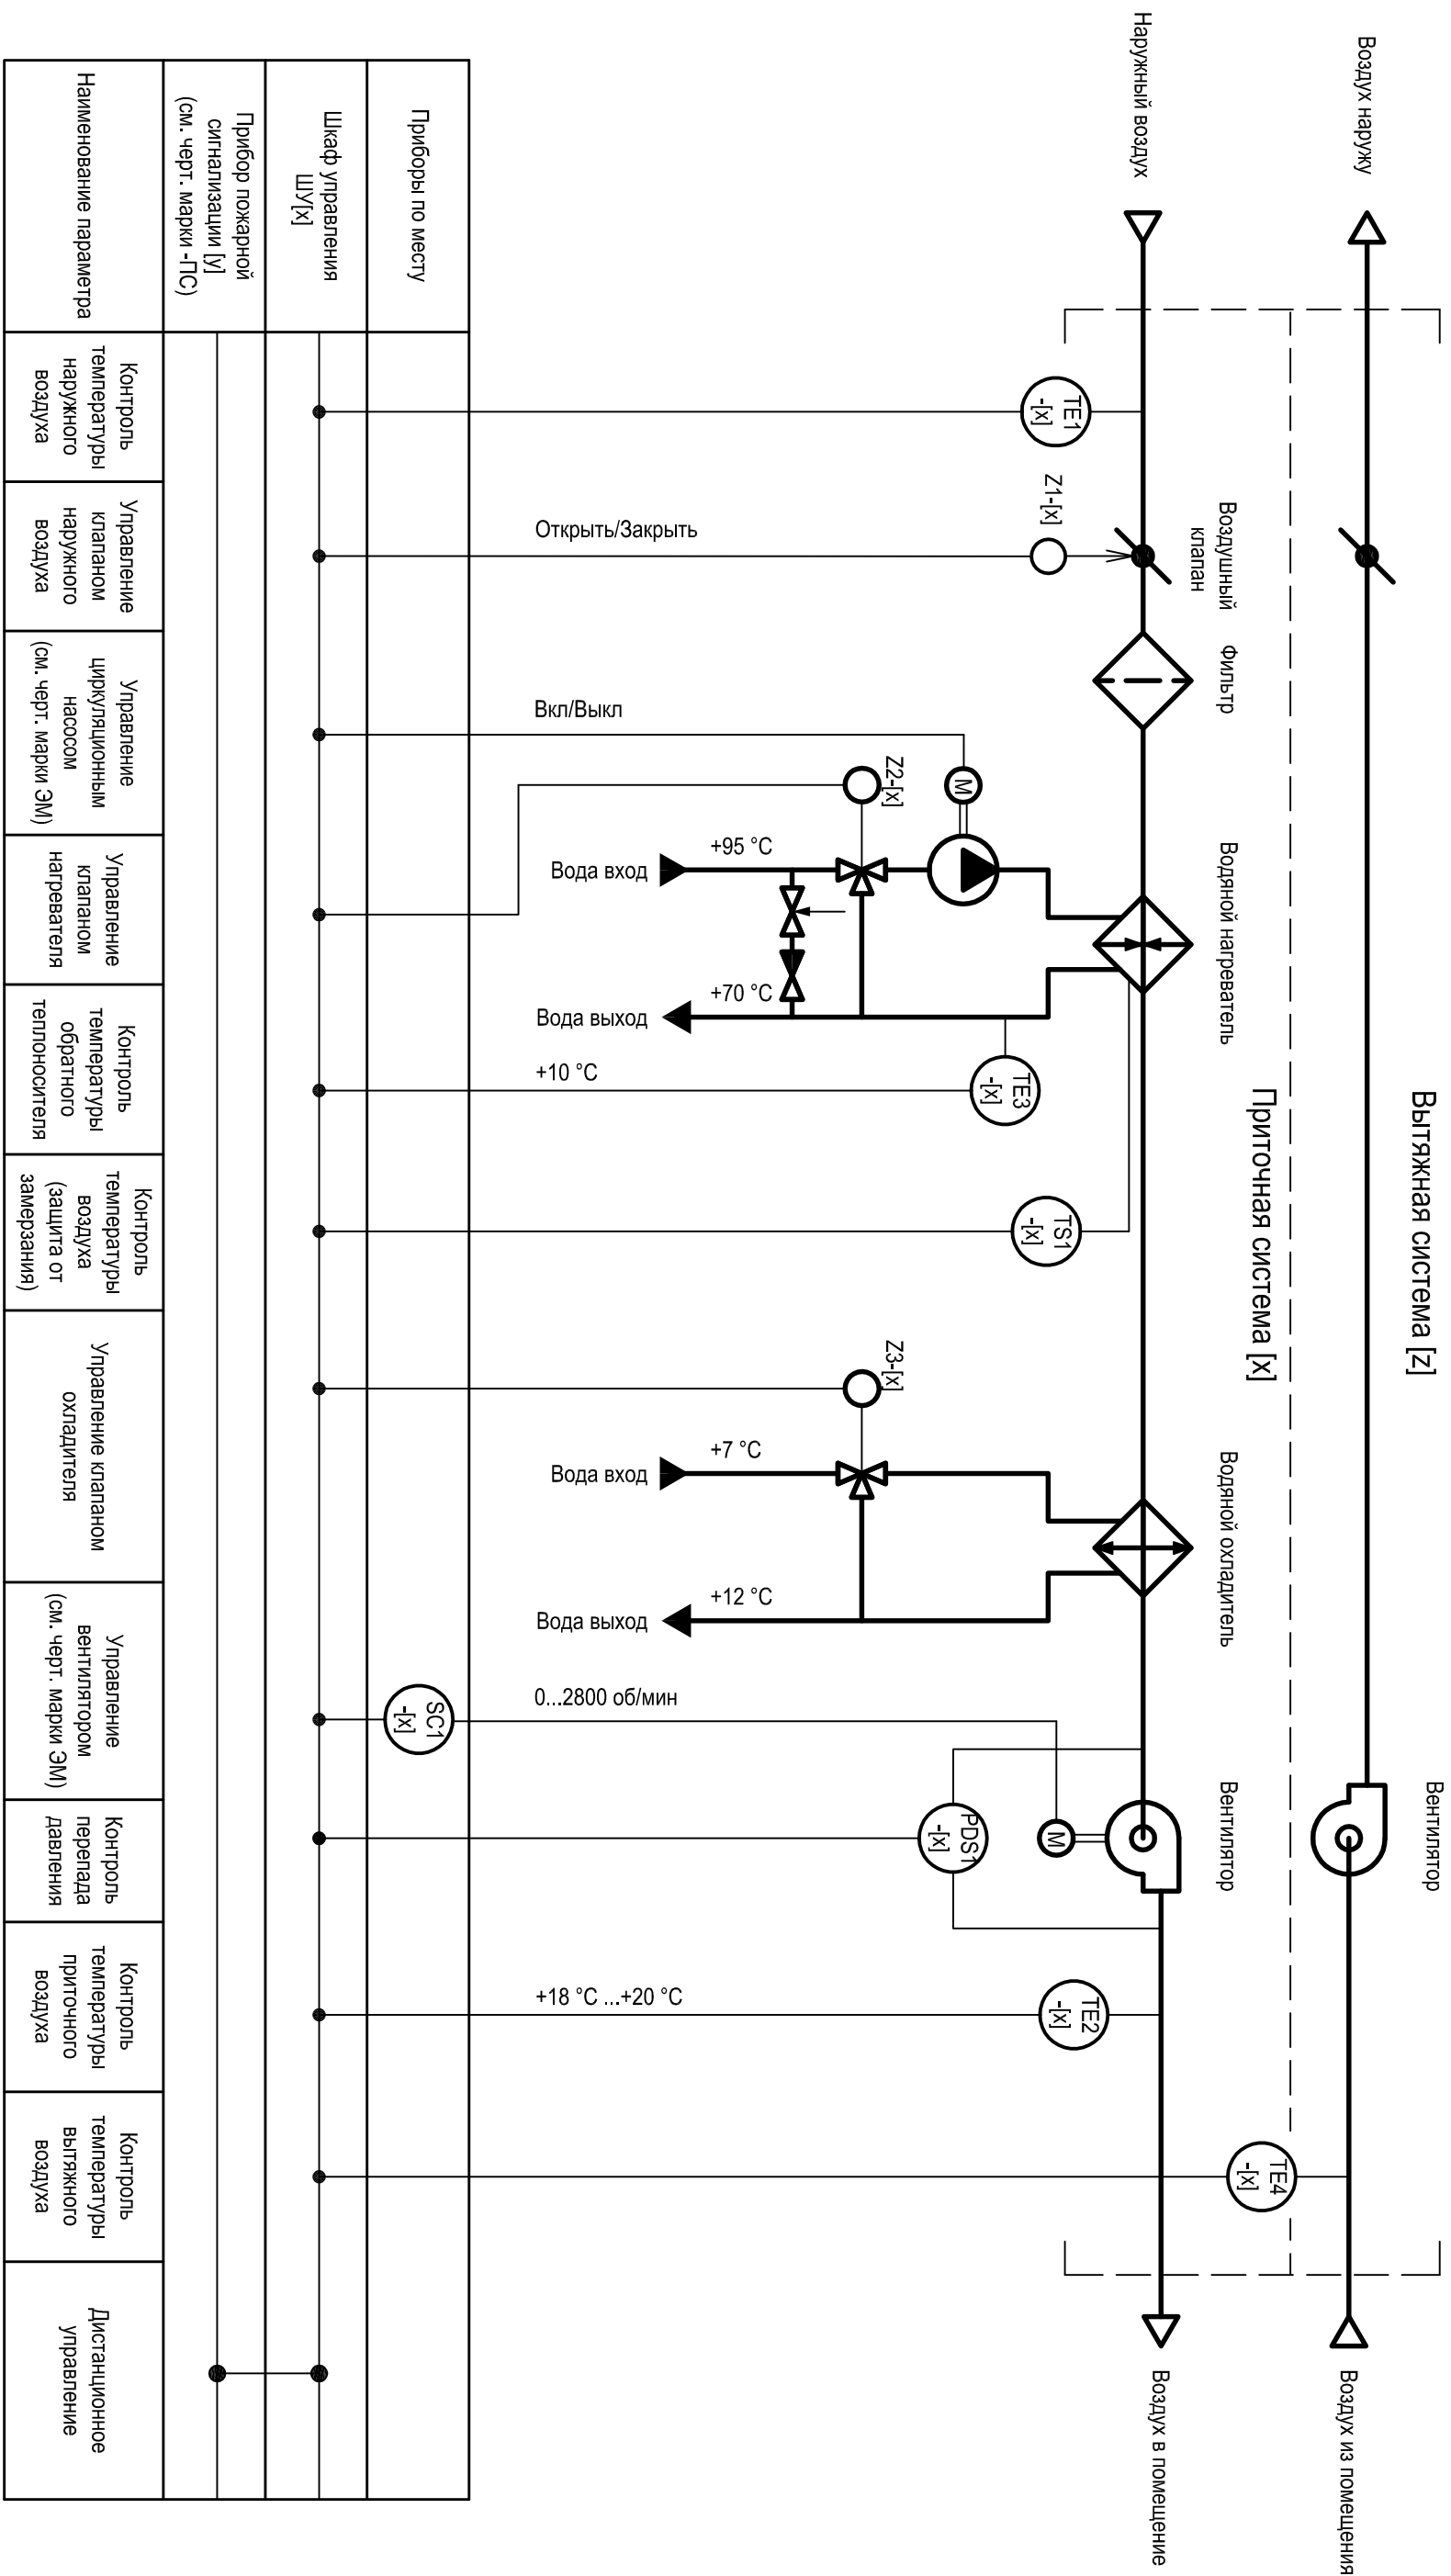 Вытяжная система [z]
Вентилятор
Воздух наружу
Воздух из помещения
Приточная система [x]
Наружный воздух
Воздушный
клапан
Фильтр
Водяной нагреватель
Водяной охладитель
Вентилятор
Воздух в помещение
TE1
-[x]
Z1-[x]
M
Z2-[x]
TE3
-[x]
TS1
-[x]
Z3-[x]
M
PDS1
-[x]
TE2
-[x]
TE4
-[x]
+95 °C
Вода вход
+70 °C
Вода выход
+7 °C
Вода вход
+12 °C
Вода выход
Открыть/Закрыть
Вкл/Выкл
+10 °C
0...2800 об/мин
+18 °C ...+20 °C
Приборы по месту
SC1
-[x]
Шкаф управления
ШУ[x]
Прибор пожарной
сигнализации [y]
(см. черт. марки -ПС)
Наименование параметра
Контроль
температуры
наружного
воздуха
Управление
клапаном
наружного
воздуха
Управление
циркуляционным
насосом
(см. черт. марки ЭМ)
Управление
клапаном
нагревателя
Контроль
температуры
обратного
теплоносителя
Контроль
температуры
воздуха
(защита от
замерзания)
Управление клапаном
охладителя
Управление
вентилятором
(см. черт. марки ЭМ)
Контроль
перепада
давления
Контроль
температуры
приточного
воздуха
Контроль
температуры
вытяжного
воздуха
Дистанционное
управление